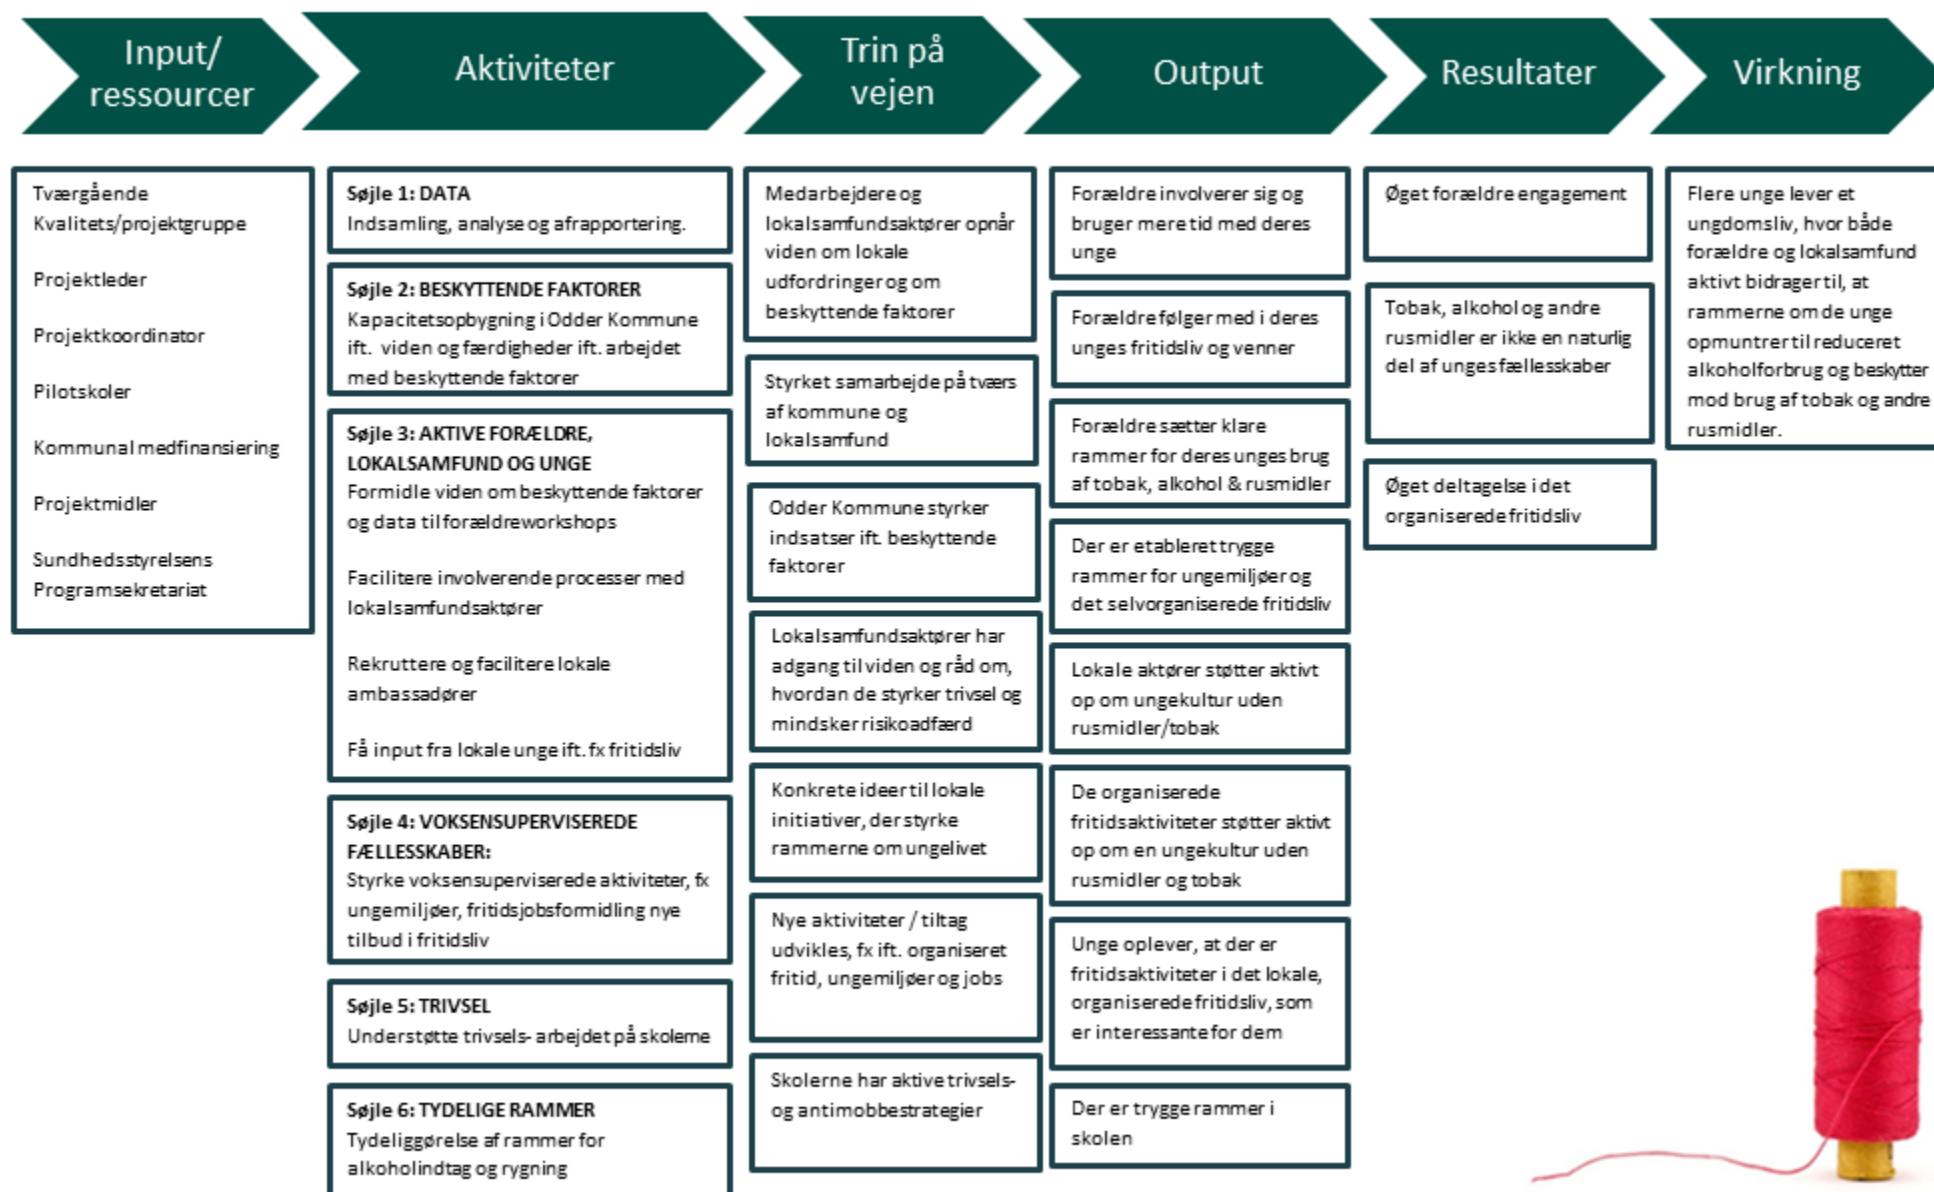 Input/
ressourcer
Aktiviteter
Trin på
vejen
Output
Resultater
Virkning
Tværgående
Kvalitets/projektgruppe
Projektleder
Projektkoordinator
Pilotskoler
Kommunal medfinansiering
Projektmidler
Sundhedsstyrelsens
Programsekretariat
Søjle 1: DATA
Indsamling, analyse og afrapportering.
Søjle 2: BESKYTTENDE FAKTORER
Kapacitetsopbygning i Odder Kommune
ift. viden og færdigheder ift. arbejdet
med beskyttende faktorer
Søjle 3: AKTIVE FORÆLDRE,
LOKALSAMFUND OG UNGE
Formidle viden om beskyttende faktorer
og data til forældreworkshops
Facilitere involverende processer med
lokalsamfundsaktører
Rekruttere og facilitere lokale
ambassadører
Få input fra lokale unge ift. fx fritidsliv
Søjle 4: VOKSENSUPERVISEREDE
FÆLLESSKABER:
Styrke voksensuperviserede aktiviteter, fx
ungemiljøer, fritidsjobsformidling nye
tilbud i fritidsliv
Søjle 5: TRIVSEL
Understøtte trivsels- arbejdet på skolerne
Søjle 6: TYDELIGE RAMMER
Tydeliggørelse af rammer for
alkoholindtag og rygning
Medarbejdere og
lokalsamfundsaktører opnår
viden om lokale
udfordringer og om
beskyttende faktorer
Styrket samarbejde på tværs
af kommune og
lokalsamfund
Odder Kommune styrker
indsatser ift. beskyttende
faktorer
Lokalsamfundsaktører har
adgang til viden og råd om,
hvordan de styrker trivsel og
mindsker risikoadfærd
Konkrete ideer til lokale
initiativer, der styrke
rammerne om ungelivet
Nye aktiviteter / tiltag
udvikles, fx ift. organiseret
fritid, ungemiljøer og jobs
Skolerne har aktive trivsels-
og antimobbestrategier
Forældre involverer sig og
bruger mere tid med deres
unge
Forældre følger med i deres
unges fritidsliv og venner
Forældre sætter klare
rammer for deres unges brug
af tobak, alkohol & rusmidler
Der er etableret trygge
rammer for ungemiljøer og
det selvorganiserede fritidsliv
Lokale aktører støtter aktivt
op om ungekultur uden
rusmidler/tobak
De organiserede
fritidsaktiviteter støtter aktivt
op om en ungekultur uden
rusmidler og tobak
Unge oplever, at der er
fritidsaktiviteter i det lokale,
organiserede fritidsliv, som
er interessante for dem
Der er trygge rammer i
skolen
Øget forældre engagement
Tobak, alkohol og andre
rusmidler er ikke en naturlig
del af unges fællesskaber
Øget deltagelse i det
organiserede fritidsliv
Flere unge lever et
ungdomsliv, hvor både
forældre og lokalsamfund
aktivt bidrager til, at
rammerne om de unge
opmuntrer til reduceret
alkoholforbrug og beskytter
mod brug af tobak og andre
rusmidler.